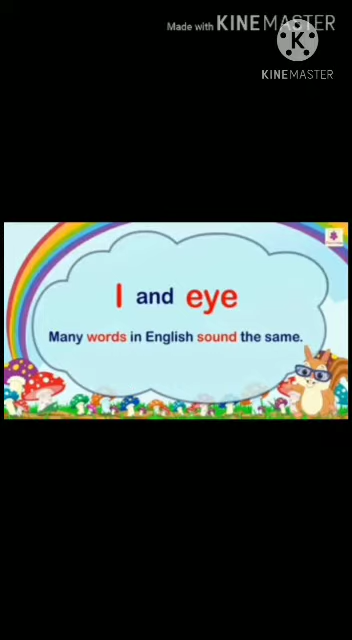 Made with KINEMASTER
KINEMASTER
I and eye
Many words in English sound the same.